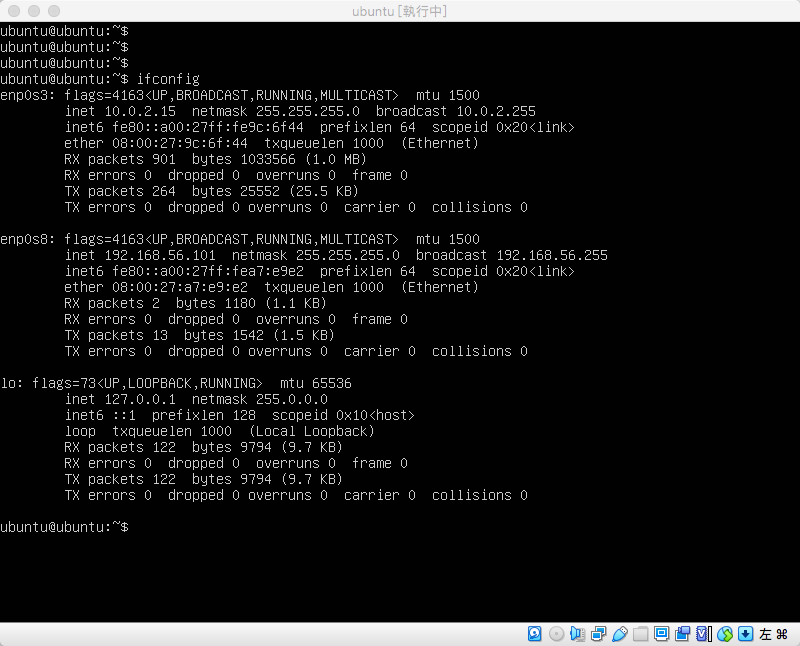 ubuntu [執行中]
ubuntu@ubuntu:~$
ubuntu@ubuntu:~$
ubuntu@ubuntu:~$
ubuntu@ubuntu:~$ ifconfig
enp0s3: flags=4163<UP,BROADCAST,RUNNING,MULTICAST>  mtu 1500
        inet 10.0.2.15  netmask 255.255.255.0  broadcast 10.0.2.255
        inet6 fe80::a00:27ff:fe9c:6f44  prefixlen 64  scopeid 0x20<link>
        ether 08:00:27:9c:6f:44  txqueuelen 1000  (Ethernet)
        RX packets 901  bytes 1033566 (1.0 MB)
        RX errors 0  dropped 0  overruns 0  frame 0
        TX packets 264  bytes 25552 (25.5 KB)
        TX errors 0  dropped 0 overruns 0  carrier 0  collisions 0
enp0s8: flags=4163<UP,BROADCAST,RUNNING,MULTICAST>  mtu 1500
        inet 192.168.56.101  netmask 255.255.255.0  broadcast 192.168.56.255
        inet6 fe80::a00:27ff:fea7:e9e2  prefixlen 64  scopeid 0x20<link>
        ether 08:00:27:a7:e9:e2  txqueuelen 1000  (Ethernet)
        RX packets 2  bytes 1180 (1.1 KB)
        RX errors 0  dropped 0  overruns 0  frame 0
        TX packets 13  bytes 1542 (1.5 KB)
        TX errors 0  dropped 0 overruns 0  carrier 0  collisions 0
lo: flags=73<UP,LOOPBACK,RUNNING>  mtu 65536
        inet 127.0.0.1  netmask 255.0.0.0
        inet6 ::1  prefixlen 128  scopeid 0x10<host>
        loop  txqueuelen 1000  (Local Loopback)
        RX packets 122  bytes 9794 (9.7 KB)
        RX errors 0  dropped 0  overruns 0  frame 0
        TX packets 122  bytes 9794 (9.7 KB)
        TX errors 0  dropped 0 overruns 0  carrier 0  collisions 0
ubuntu@ubuntu:~$
左 ⌘